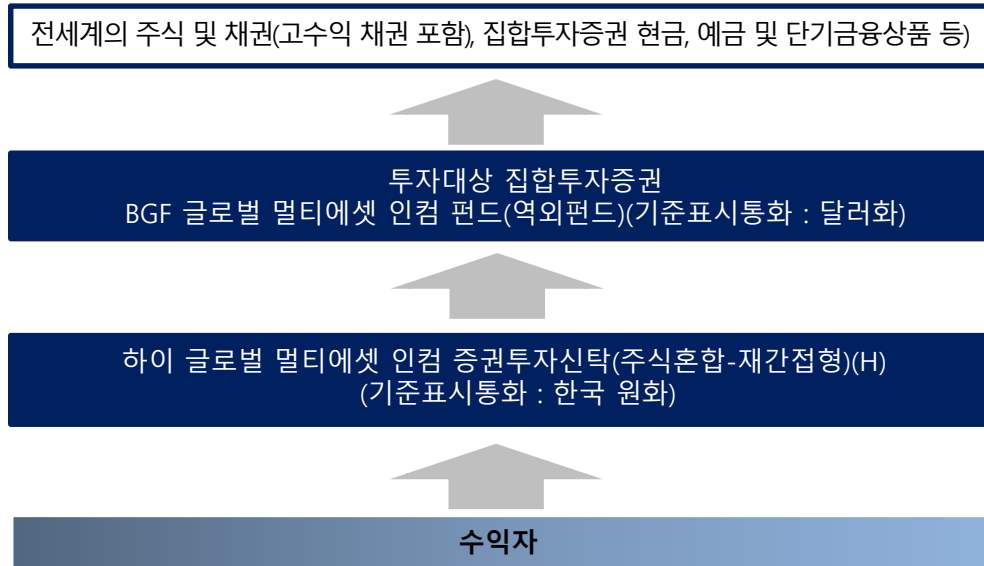 전세계의 주식 및 채권(고수익 채권 포함), 집합투자증권 현금, 예금 및 단기금융상품 등)
투자대상 집합투자증권
BGF 글로벌 멀티에셋 인컴 펀드(역외펀드)(기준표시통화 : 달러화)
하이 글로벌 멀티에셋 인컴 증권투자신탁(주식혼합-재간접형)(H)
(기준표시통화 : 한국 원화)
수익자